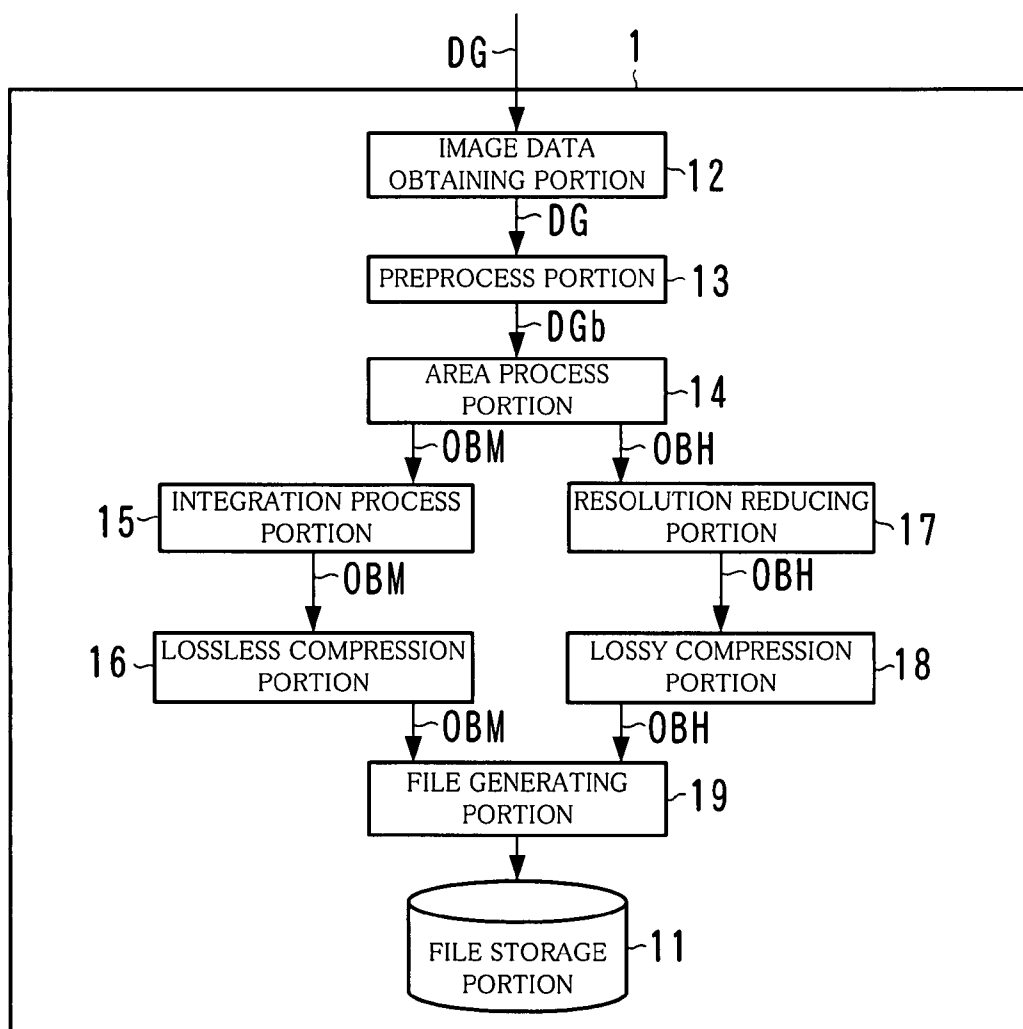 DG
1
IMAGE DATA
OBTAINING PORTION
12
DG
PREPROCESS PORTION
13
DGb
AREA PROCESS
PORTION
14
OBM
OBH
15
INTEGRATION PROCESS
PORTION
RESOLUTION REDUCING
PORTION
17
OBM
OBH
16
LOSSLESS COMPRESSION
PORTION
LOSSY COMPRESSION
PORTION
18
OBM
OBH
FILE GENERATING
PORTION
19
FILE STORAGE
PORTION
11